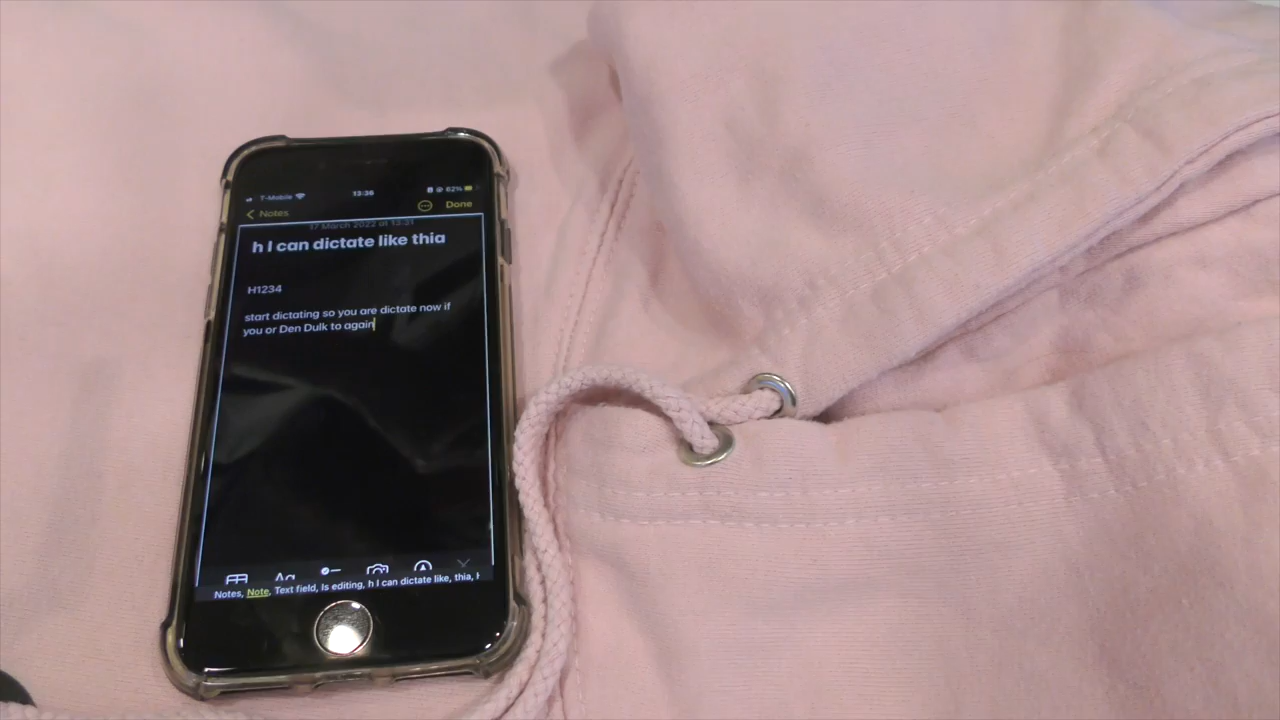 T-Mobile 13:36 62%
Notes Done
17 March 2022 at 13:31
h I can dictate like thia
H1234
start dictating so you are dictate now if
you or Den Dulk to again
Aa
Notes, Note, Text field, Is editing, h I can dictate like, thia,